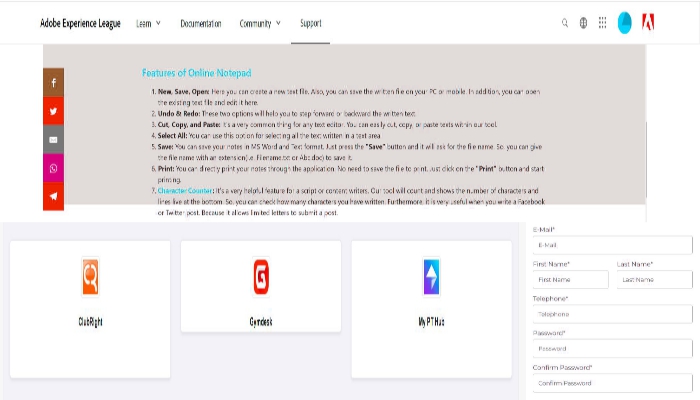 Adobe Experience League Learn Documentation Community Support
Features of Online Notepad
1. New, Save, Open: Here you can create a new text file. Also, you can save the written file on your PC or mobile. In addition, you can open
the existing text file and edit it here.
2. Undo & Redo: These two options will help you to step forward or backward the written text.
3. Cut, Copy, and Paste: It's a very common thing for any text editor. You can easily cut, copy, or paste texts within our tool.
4. Select All: You can use this option for selecting all the text written in a text area
5. Save: You can save your notes in MS Word and Text format. Just press the "Save" button and it will ask for the file name. So, you can give
the file name with an extension(i.e. Filename.txt or Abc.doc) to save it.
6. Print: You can directly print your notes through the application. No need to save the file to print. Just click on the "Print" button and start
printing.
7. Character Counter: It's a very helpful feature for a script or content writers. Our tool will count and shows the number of characters and
lines live at the bottom. So, you can check how many characters you have written. Furthermore, it is very useful when you write a Facebook
or Twitter post. Because it allows limited letters to submit a post.
ClubRight
Gymdesk
My PT Hub
E-Mail*
E-Mail
First Name* Last Name*
First Name Last Name
Telephone*
Telephone
Password*
Password
Confirm Password*
Confirm Password